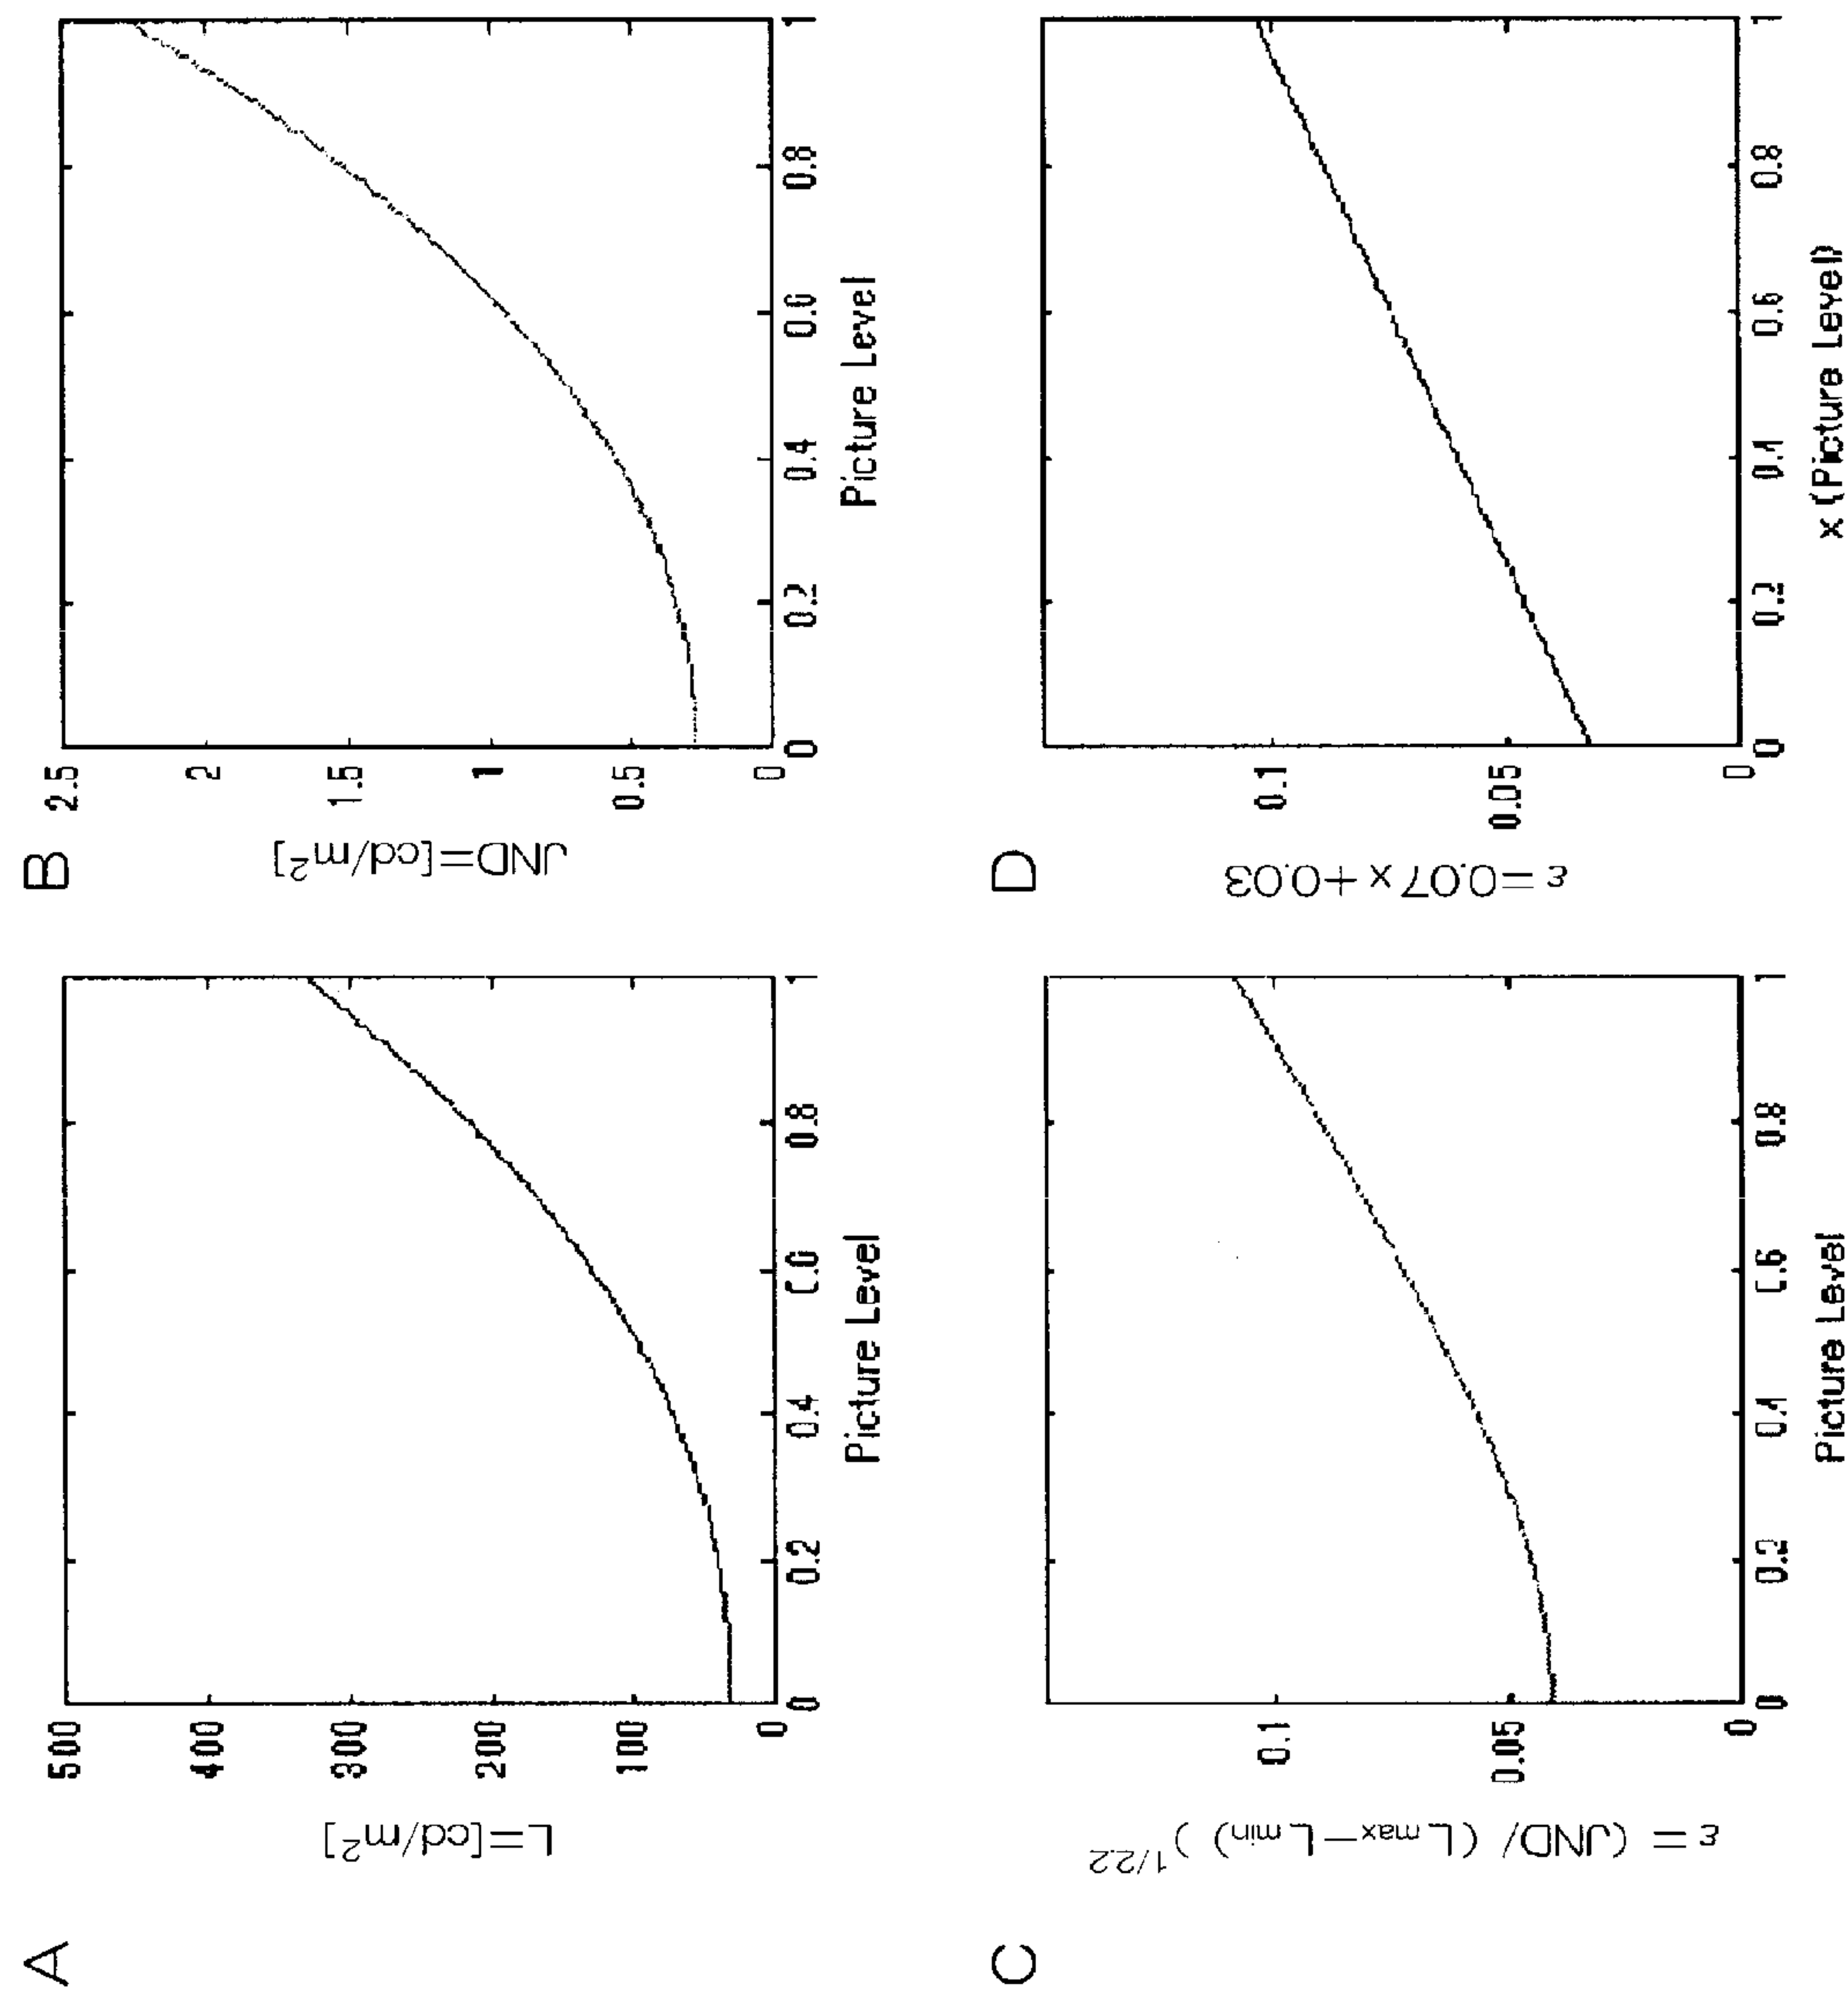 A
L=[cd/m²]
500
400
300
200
100
0
0 0.2 0.4 0.6 0.8 1
Picture Level
B
JND=[cd/m²]
2.5
2
1.5
1
0.5
0
0 0.2 0.4 0.6 0.8 1
Picture Level
C
ε=(JND/(Lmax−Lmin))^1/2.2
0.1
0.05
0
0 0.2 0.4 0.6 0.8 1
Picture Level
D
ε=0.07x+0.03
0.1
0.05
0
0 0.2 0.4 0.6 0.8 1
x (Picture Level)